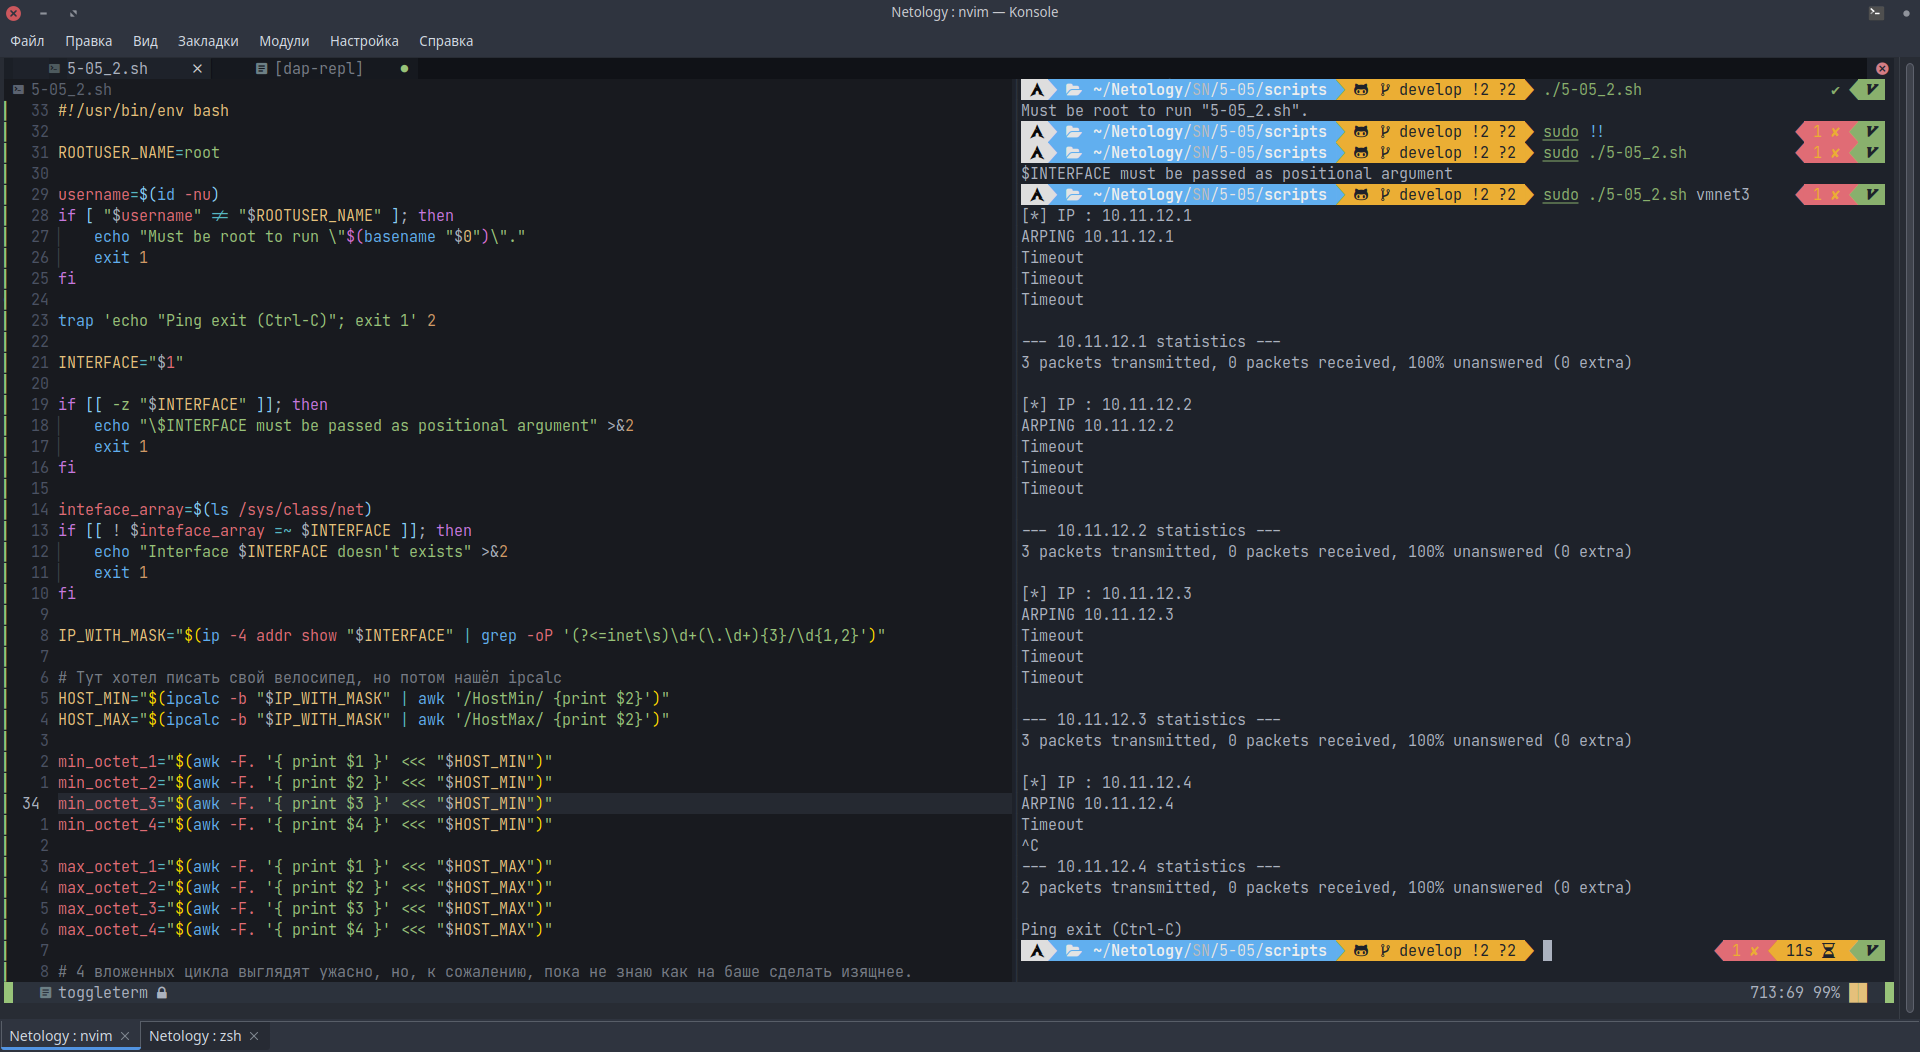 Netology : nvim — Konsole
Файл Правка Вид Закладки Модули Настройка Справка
5-05_2.sh [dap-repl]
5-05_2.sh
33 #!/usr/bin/env bash
32
31 ROOTUSER_NAME=root
30
29 username=$(id -nu)
28 if [ "$username" != "$ROOTUSER_NAME" ]; then
27 echo "Must be root to run \"$(basename "$0")\"."
26 exit 1
25 fi
24
23 trap 'echo "Ping exit (Ctrl-C)"; exit 1' 2
22
21 INTERFACE="$1"
20
19 if [[ -z "$INTERFACE" ]]; then
18 echo "\$INTERFACE must be passed as positional argument" >&2
17 exit 1
16 fi
15
14 inteface_array=$(ls /sys/class/net)
13 if [[ ! $inteface_array =~ $INTERFACE ]]; then
12 echo "Interface $INTERFACE doesn't exists" >&2
11 exit 1
10 fi
9
8 IP_WITH_MASK="$(ip -4 addr show "$INTERFACE" | grep -oP '(?<=inet\s)\d+(\.\d+){3}/\d{1,2}')"
7
6 # Тут хотел писать свой велосипед, но потом нашёл ipcalc
5 HOST_MIN="$(ipcalc -b "$IP_WITH_MASK" | awk '/HostMin/ {print $2}')"
4 HOST_MAX="$(ipcalc -b "$IP_WITH_MASK" | awk '/HostMax/ {print $2}')"
3
2 min_octet_1="$(awk -F. '{ print $1 }' <<< "$HOST_MIN")"
1 min_octet_2="$(awk -F. '{ print $2 }' <<< "$HOST_MIN")"
34 min_octet_3="$(awk -F. '{ print $3 }' <<< "$HOST_MIN")"
1 min_octet_4="$(awk -F. '{ print $4 }' <<< "$HOST_MIN")"
2
3 max_octet_1="$(awk -F. '{ print $1 }' <<< "$HOST_MAX")"
4 max_octet_2="$(awk -F. '{ print $2 }' <<< "$HOST_MAX")"
5 max_octet_3="$(awk -F. '{ print $3 }' <<< "$HOST_MAX")"
6 max_octet_4="$(awk -F. '{ print $4 }' <<< "$HOST_MAX")"
7
8 # 4 вложенных цикла выглядят ужасно, но, к сожалению, пока не знаю как на баше сделать изящнее.
~/Netology/SN/5-05/scripts develop !2 ?2 ./5-05_2.sh ✔
Must be root to run "5-05_2.sh".
~/Netology/SN/5-05/scripts develop !2 ?2 sudo !! 1 ✘
~/Netology/SN/5-05/scripts develop !2 ?2 sudo ./5-05_2.sh 1 ✘
$INTERFACE must be passed as positional argument
~/Netology/SN/5-05/scripts develop !2 ?2 sudo ./5-05_2.sh vmnet3 1 ✘
[*] IP : 10.11.12.1
ARPING 10.11.12.1
Timeout
Timeout
Timeout
--- 10.11.12.1 statistics ---
3 packets transmitted, 0 packets received, 100% unanswered (0 extra)
[*] IP : 10.11.12.2
ARPING 10.11.12.2
Timeout
Timeout
Timeout
--- 10.11.12.2 statistics ---
3 packets transmitted, 0 packets received, 100% unanswered (0 extra)
[*] IP : 10.11.12.3
ARPING 10.11.12.3
Timeout
Timeout
Timeout
--- 10.11.12.3 statistics ---
3 packets transmitted, 0 packets received, 100% unanswered (0 extra)
[*] IP : 10.11.12.4
ARPING 10.11.12.4
Timeout
^C
--- 10.11.12.4 statistics ---
2 packets transmitted, 0 packets received, 100% unanswered (0 extra)
Ping exit (Ctrl-C)
~/Netology/SN/5-05/scripts develop !2 ?2 1 ✘ 11s
toggleterm 713:69 99%
Netology : nvim Netology : zsh